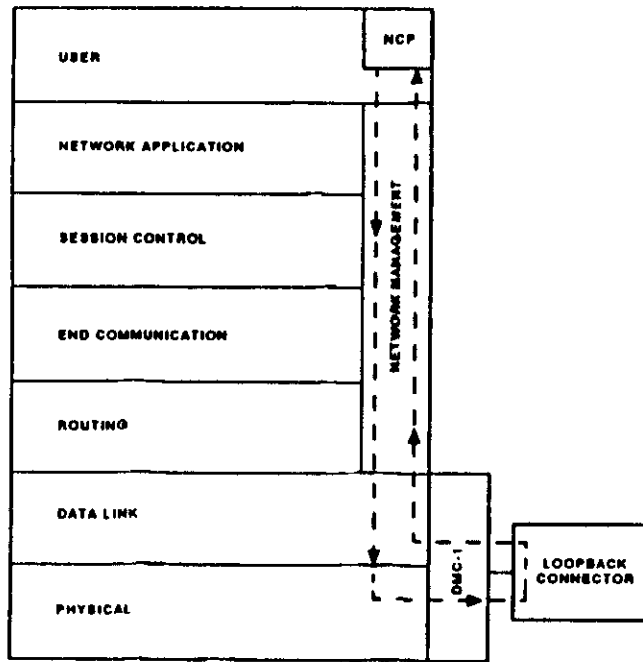 NCP
USER
NETWORK APPLICATION
SESSION CONTROL
NETWORK MANAGEMENT
END COMMUNICATION
ROUTING
DATA LINK
DMC-1
LOOPBACK
CONNECTOR
PHYSICAL